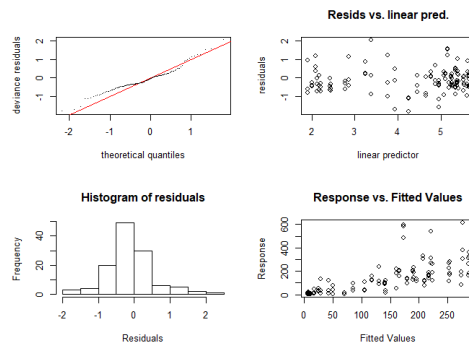 Resids vs. linear pred.
deviance residuals
-1 0 1 2
-2 -1 0 1
theoretical quantiles
residuals
-1 0 1 2
2 3 4 5
linear predictor
Histogram of residuals
Response vs. Fitted Values
Frequency
0 20 40
-2 -1 0 1 2
Residuals
Response
0 200 400 600
0 50 100 150 200 250
Fitted Values